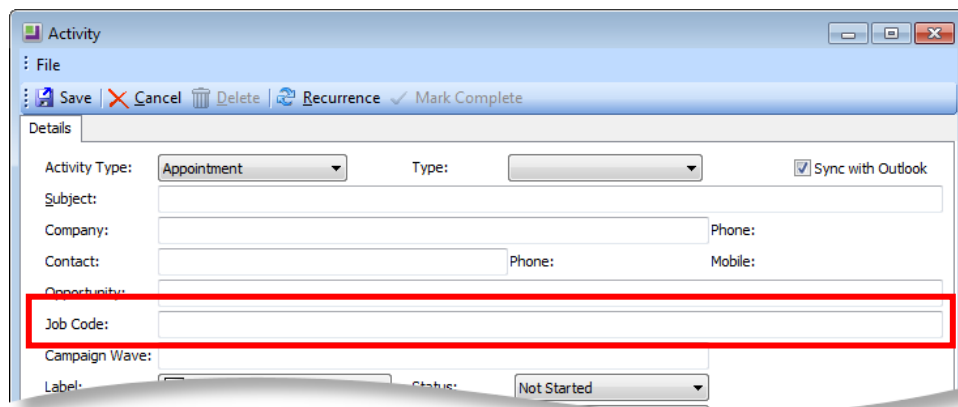 Activity
File
Save Cancel Delete Recurrence Mark Complete
Details
Activity Type: Appointment Type: Sync with Outlook
Subject:
Company: Phone:
Contact: Phone: Mobile:
Opportunity:
Job Code:
Campaign Wave:
Label: Status: Not Started